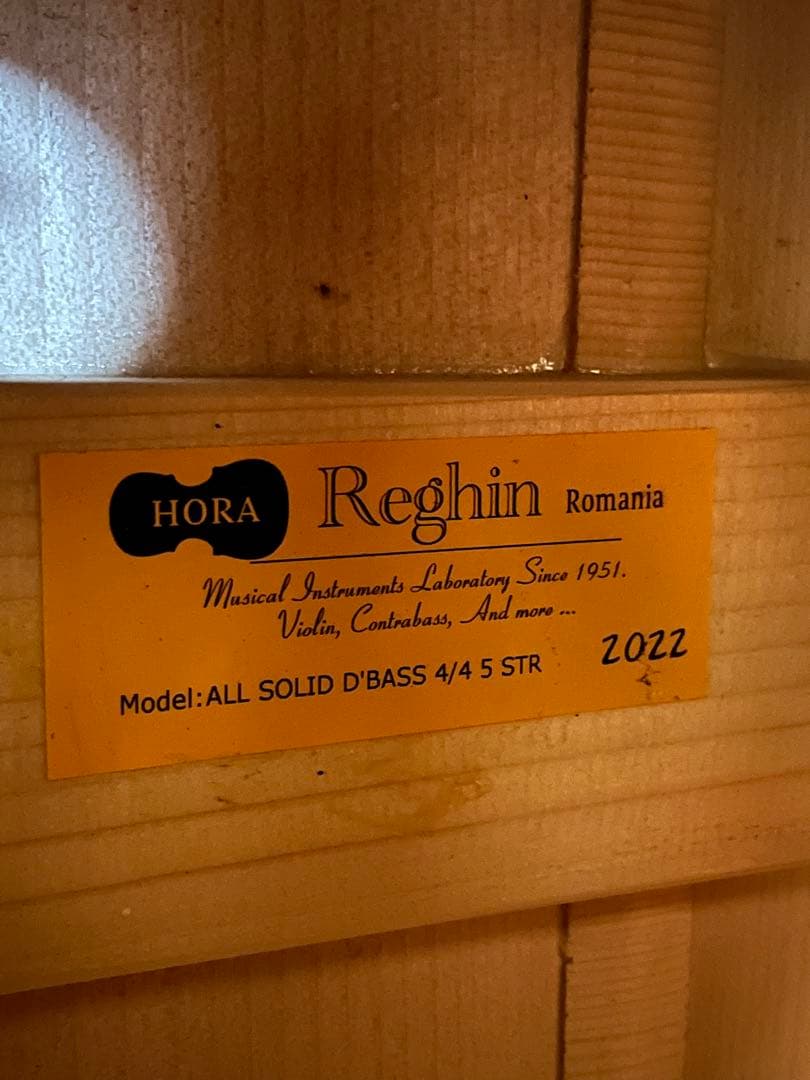 HORA Reghin Romania
Musical Instruments Laboratory Since 1951.
Violin, Contrabass, And more ...
Model:ALL SOLID D'BASS 4/4 5 STR 2022